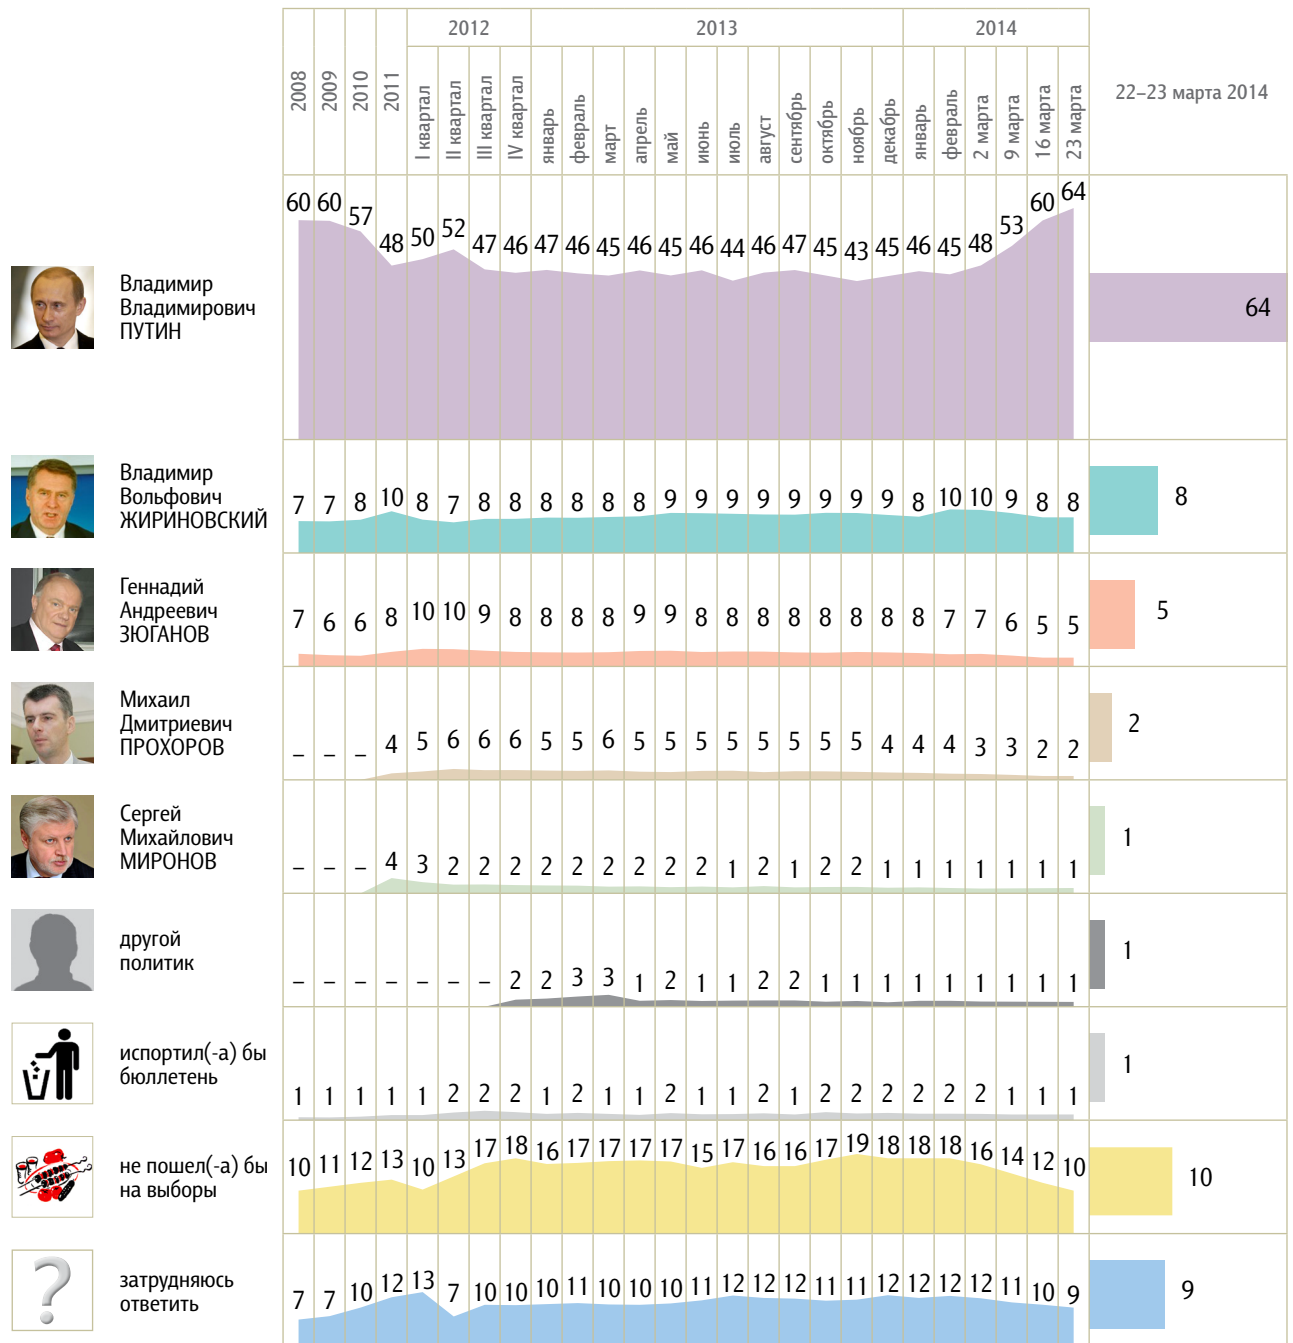 2012 2013 2014
2008 2009 2010 2011 I квартал II квартал III квартал IV квартал январь февраль март апрель май июнь июль август сентябрь октябрь ноябрь декабрь январь февраль 2 марта 9 марта 16 марта 23 марта
22–23 марта 2014
60 60 57 48 50 52 47 46 47 46 45 46 45 46 44 46 47 45 43 45 46 45 48 53 60 64
Владимир
Владимирович
ПУТИН
64
Владимир
Вольфович
ЖИРИНОВСКИЙ
7 7 8 10 8 7 8 8 8 8 8 8 9 9 9 9 9 9 9 9 8 10 10 9 8 8
8
Геннадий
Андреевич
ЗЮГАНОВ
7 6 6 8 10 10 9 8 8 8 8 9 9 8 8 8 8 8 8 8 8 7 7 6 5 5
5
Михаил
Дмитриевич
ПРОХОРОВ
– – – 4 5 6 6 6 5 5 6 5 5 5 5 5 5 5 5 4 4 4 3 3 2 2
2
Сергей
Михайлович
МИРОНОВ
– – – 4 3 2 2 2 2 2 2 2 2 2 1 2 1 2 2 1 1 1 1 1 1 1
1
другой
политик
– – – – – – – 2 2 3 3 1 2 1 1 2 2 1 1 1 1 1 1 1 1 1
1
испортил(-а) бы
бюллетень
1 1 1 1 1 2 2 2 1 2 1 1 2 1 1 2 1 2 2 2 2 2 2 1 1 1
1
не пошел(-а) бы
на выборы
10 11 12 13 10 13 17 18 16 17 17 17 17 15 17 16 16 17 19 18 18 18 16 14 12 10
10
затрудняюсь
ответить
7 7 10 12 13 7 10 10 10 11 10 10 10 11 12 12 12 11 11 12 12 12 12 11 10 9
9